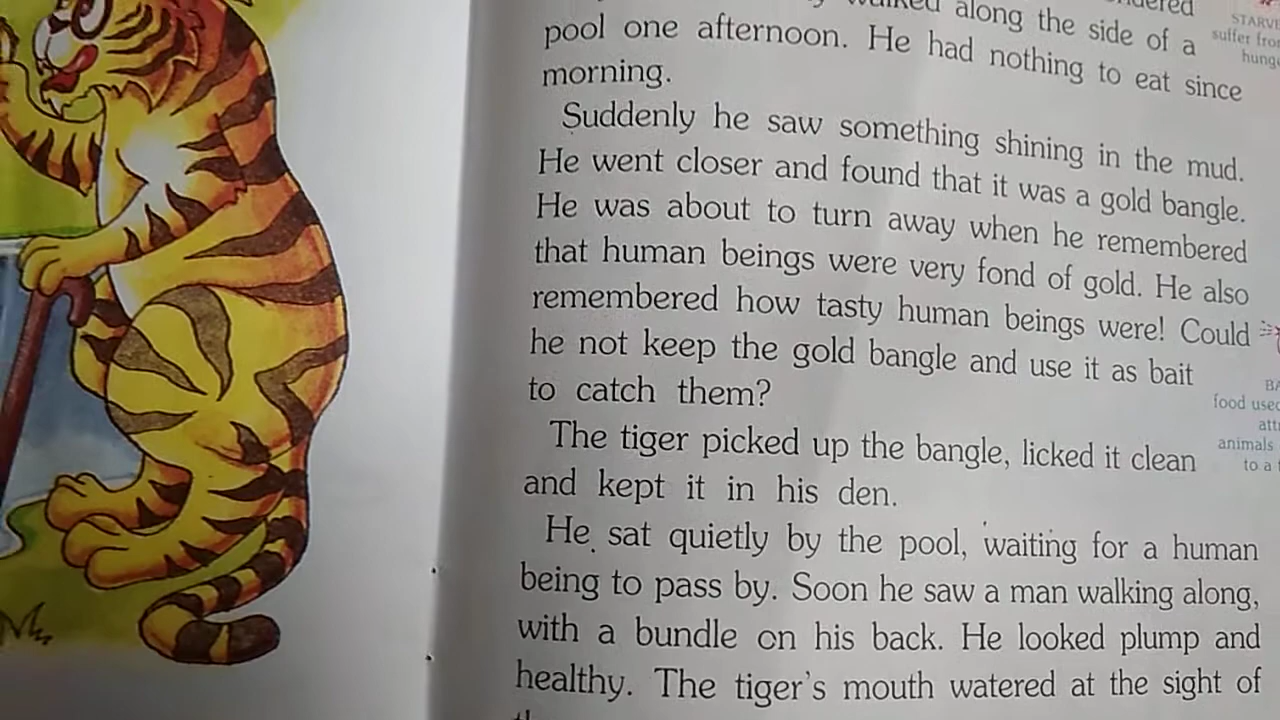 walked along the side of a
pool one afternoon. He had nothing to eat since
morning.
Suddenly he saw something shining in the mud.
He went closer and found that it was a gold bangle.
He was about to turn away when he remembered
that human beings were very fond of gold. He also
remembered how tasty human beings were! Could
he not keep the gold bangle and use it as bait
to catch them?
The tiger picked up the bangle, licked it clean
and kept it in his den.
He sat quietly by the pool, waiting for a human
being to pass by. Soon he saw a man walking along,
with a bundle on his back. He looked plump and
healthy. The tiger's mouth watered at the sight of
suffer
food
animals
to a